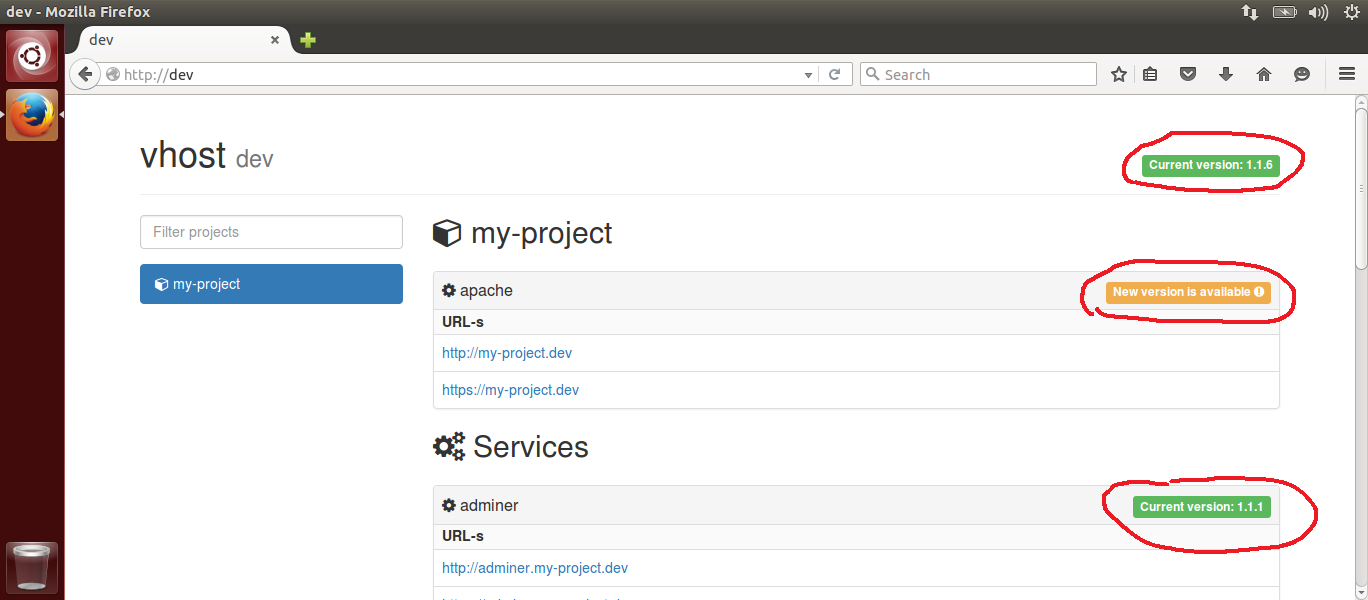 dev - Mozilla Firefox
dev
http://dev
Search
vhost dev
Current version: 1.1.6
Filter projects
my-project
my-project
apache
New version is available
URL-s
http://my-project.dev
https://my-project.dev
Services
adminer
Current version: 1.1.1
URL-s
http://adminer.my-project.dev